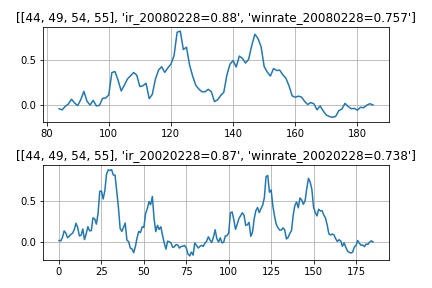 [[44, 49, 54, 55], 'ir_20080228=0.88', 'winrate_20080228=0.757']
0.5
0.0
80 100 120 140 160 180
[[44, 49, 54, 55], 'ir_20020228=0.87', 'winrate_20020228=0.738']
0.5
0.0
0 25 50 75 100 125 150 175